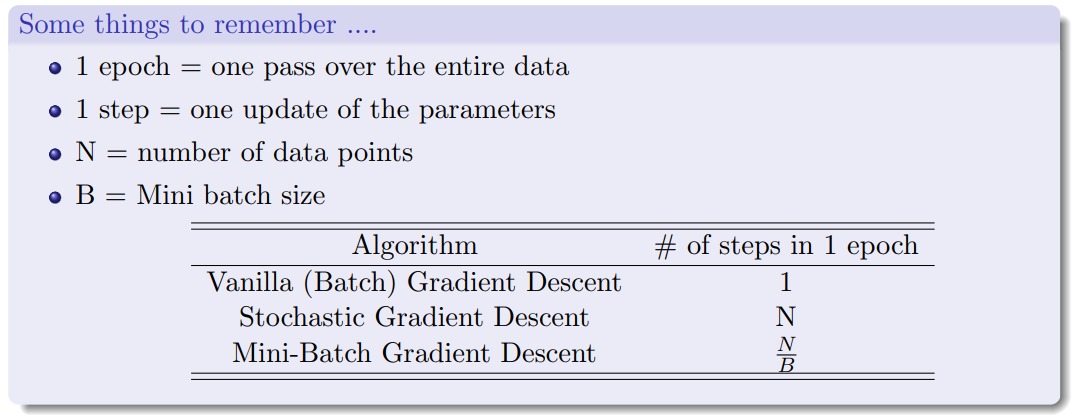 Some things to remember ....
1 epoch = one pass over the entire data
1 step = one update of the parameters
N = number of data points
B = Mini batch size
Algorithm # of steps in 1 epoch
Vanilla (Batch) Gradient Descent 1
Stochastic Gradient Descent N
Mini-Batch Gradient Descent N/B